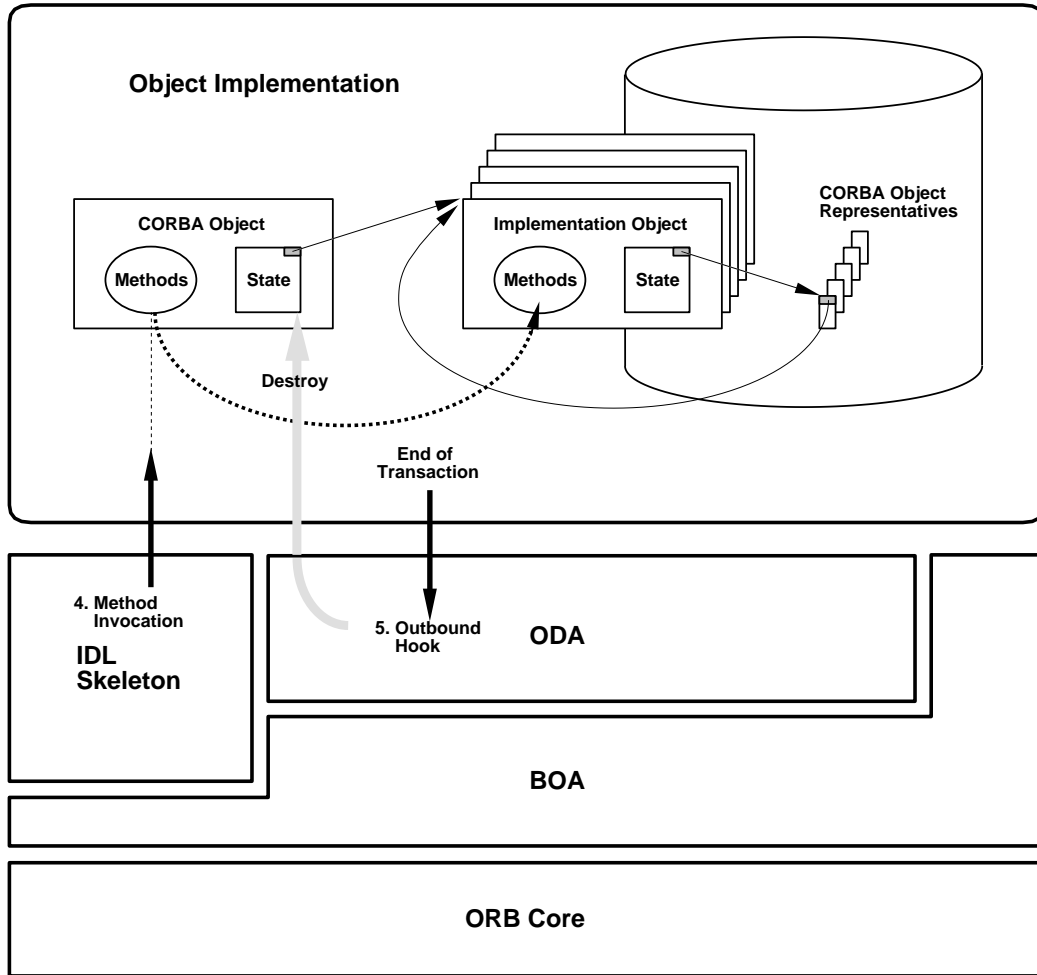 Object Implementation
CORBA Object
Representatives
CORBA Object
Implementation Object
Methods
State
Methods
State
Destroy
End of
Transaction
4. Method
Invocation
5. Outbound
Hook
ODA
IDL
Skeleton
BOA
ORB Core